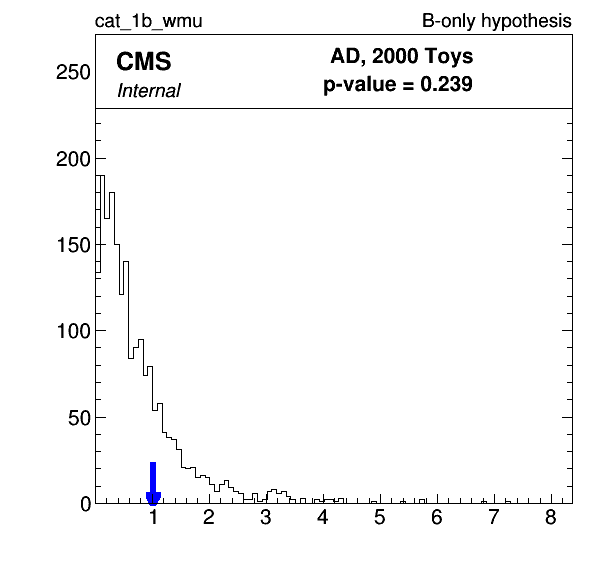 cat_1b_wmu B-only hypothesis
CMS AD, 2000 Toys
Internal p-value = 0.239
250
200
150
100
50
0
1 2 3 4 5 6 7 8